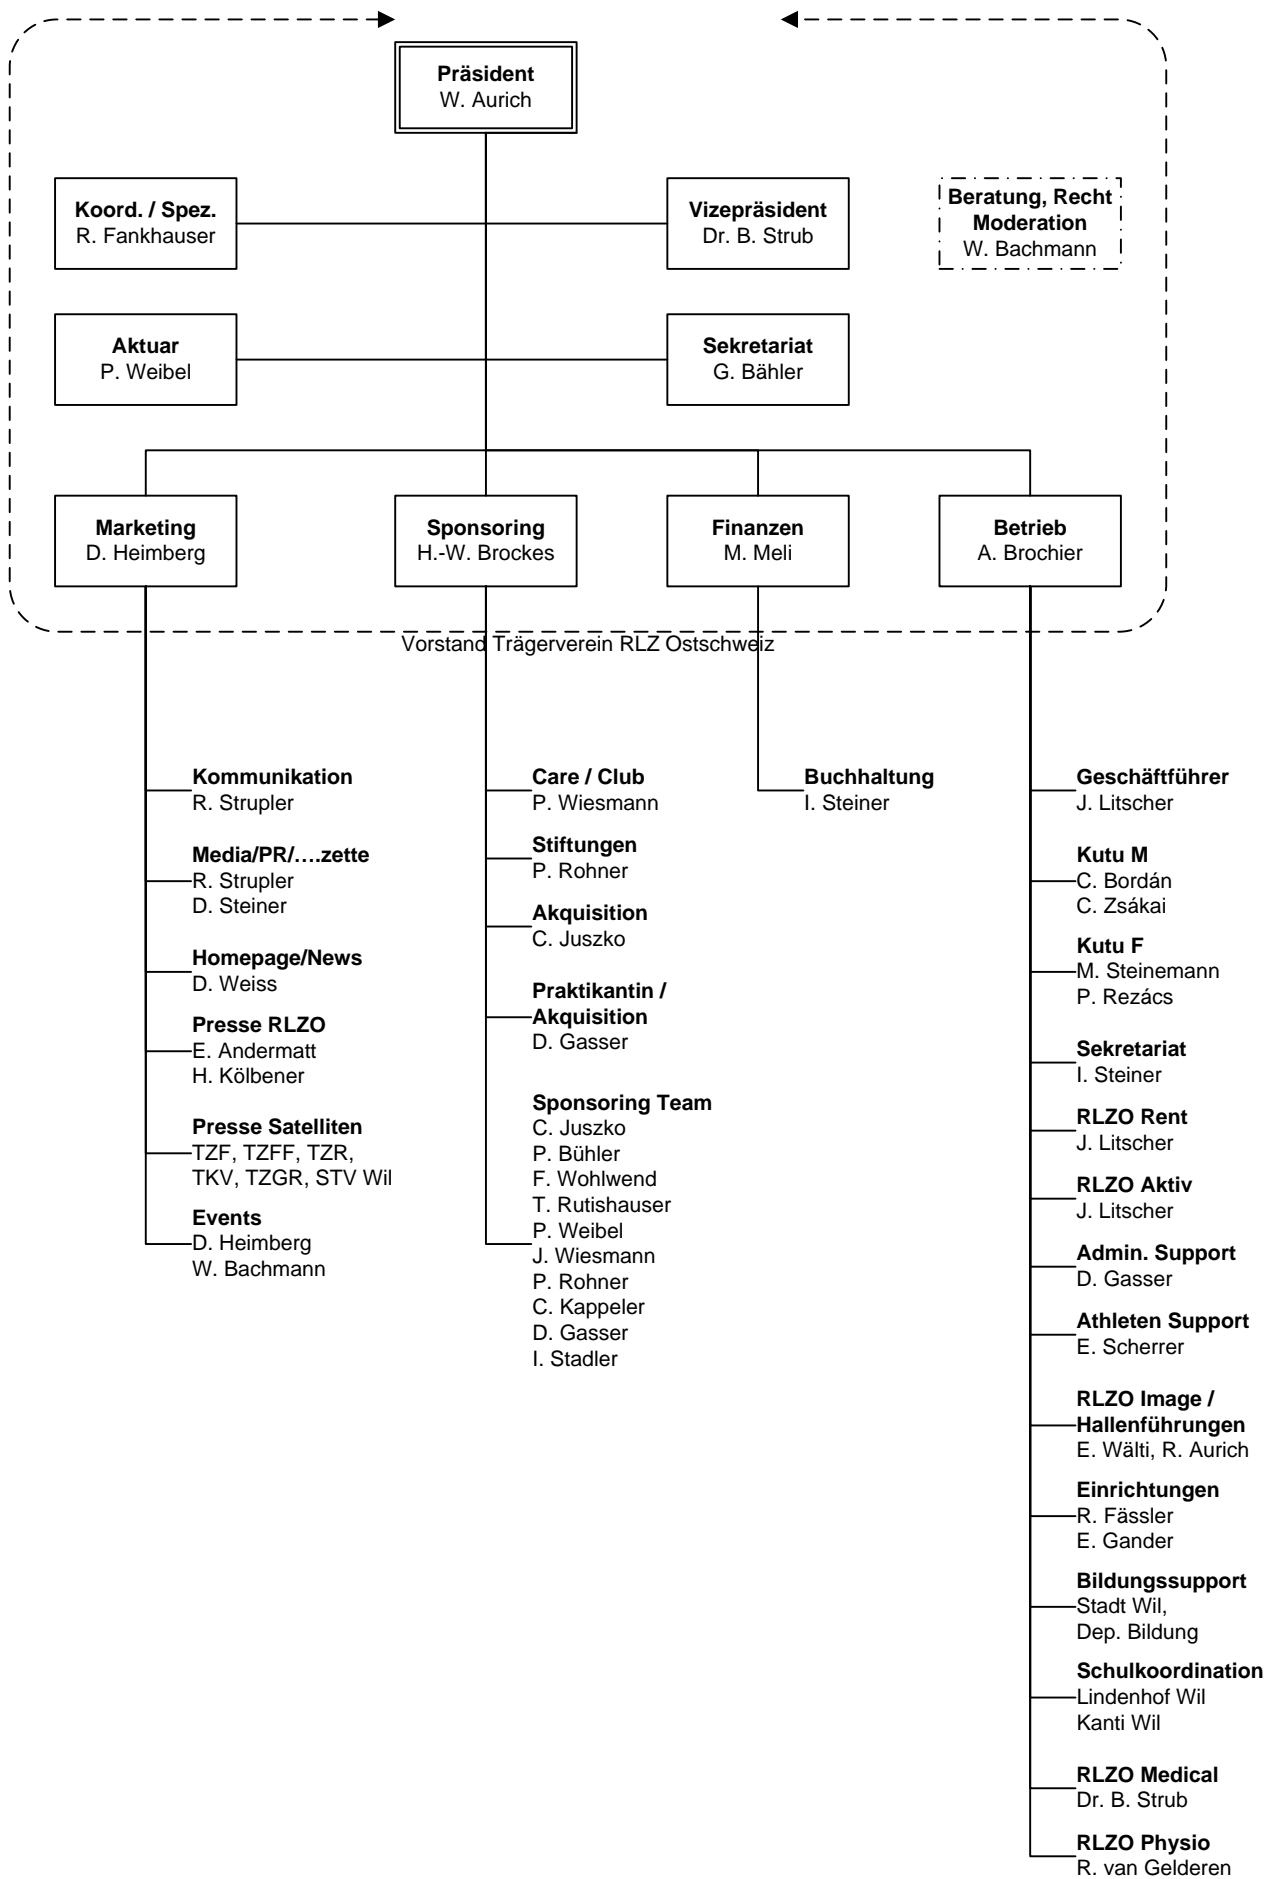 Präsident
W. Aurich
Koord. / Spez.
R. Fankhauser
Vizepräsident
Dr. B. Strub
Beratung, Recht
Moderation
W. Bachmann
Aktuar
P. Weibel
Sekretariat
G. Bähler
Marketing
D. Heimberg
Sponsoring
H.-W. Brockes
Finanzen
M. Meli
Betrieb
A. Brochier
Vorstand Trägerverein RLZ Ostschweiz
Kommunikation
R. Strupler
Media/PR/….zette
R. Strupler
D. Steiner
Homepage/News
D. Weiss
Presse RLZO
E. Andermatt
H. Kölbener
Presse Satelliten
TZF, TZFF, TZR,
TKV, TZGR, STV Wil
Events
D. Heimberg
W. Bachmann
Care / Club
P. Wiesmann
Stiftungen
P. Rohner
Akquisition
C. Juszko
Praktikantin /
Akquisition
D. Gasser
Sponsoring Team
C. Juszko
P. Bühler
F. Wohlwend
T. Rutishauser
P. Weibel
J. Wiesmann
P. Rohner
C. Kappeler
D. Gasser
I. Stadler
Buchhaltung
I. Steiner
Geschäftführer
J. Litscher
Kutu M
C. Bordán
C. Zsákai
Kutu F
M. Steinemann
P. Rezács
Sekretariat
I. Steiner
RLZO Rent
J. Litscher
RLZO Aktiv
J. Litscher
Admin. Support
D. Gasser
Athleten Support
E. Scherrer
RLZO Image /
Hallenführungen
E. Wälti, R. Aurich
Einrichtungen
R. Fässler
E. Gander
Bildungssupport
Stadt Wil,
Dep. Bildung
Schulkoordination
Lindenhof Wil
Kanti Wil
RLZO Medical
Dr. B. Strub
RLZO Physio
R. van Gelderen